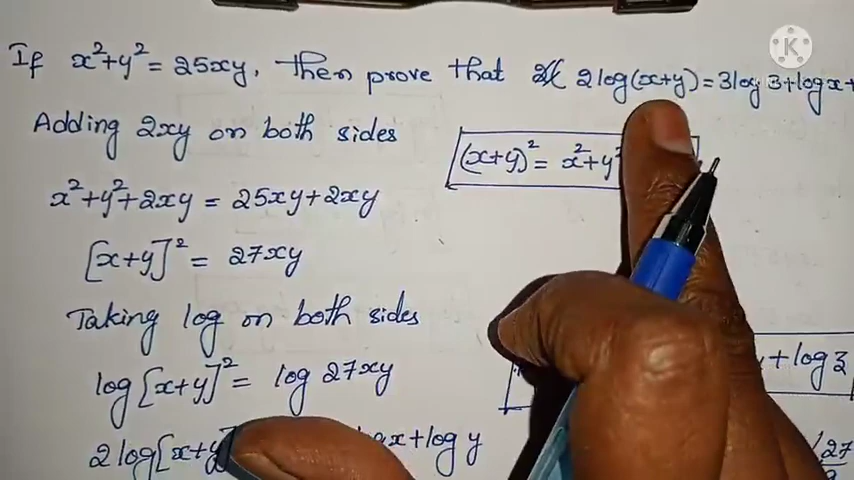 If x²+y² = 25xy, then prove that 2log(x+y) = 3log 3+logx+
Adding 2xy on both sides
(x+y)² = x²+y²
x²+y²+2xy = 25xy+2xy
[x+y]² = 27xy
Taking log on both sides
log[x+y]² = log 27xy
+log z
2log[x+y] logx+log y
27
K